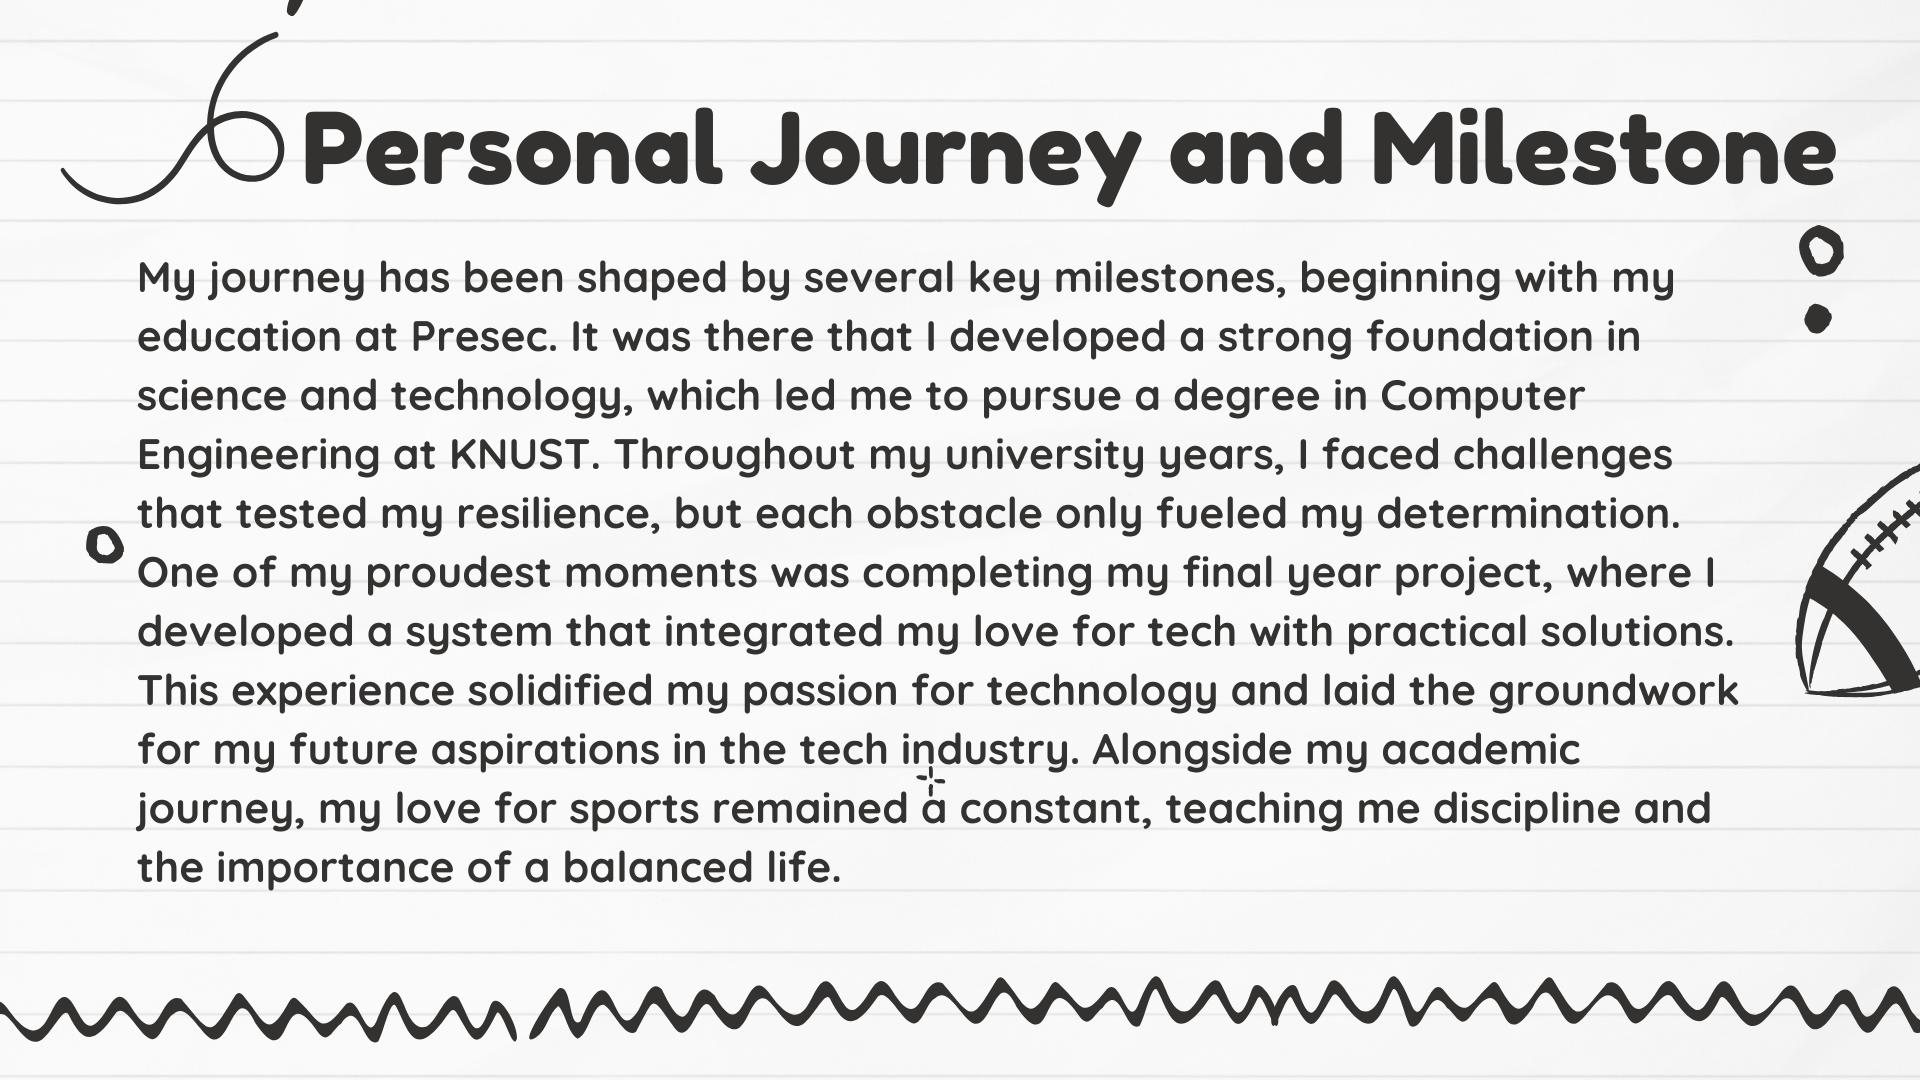 Personal Journey and Milestone
My journey has been shaped by several key milestones, beginning with my
education at Presec. It was there that I developed a strong foundation in
science and technology, which led me to pursue a degree in Computer
Engineering at KNUST. Throughout my university years, I faced challenges
that tested my resilience, but each obstacle only fueled my determination.
One of my proudest moments was completing my final year project, where I
developed a system that integrated my love for tech with practical solutions.
This experience solidified my passion for technology and laid the groundwork
for my future aspirations in the tech industry. Alongside my academic
journey, my love for sports remained a constant, teaching me discipline and
the importance of a balanced life.